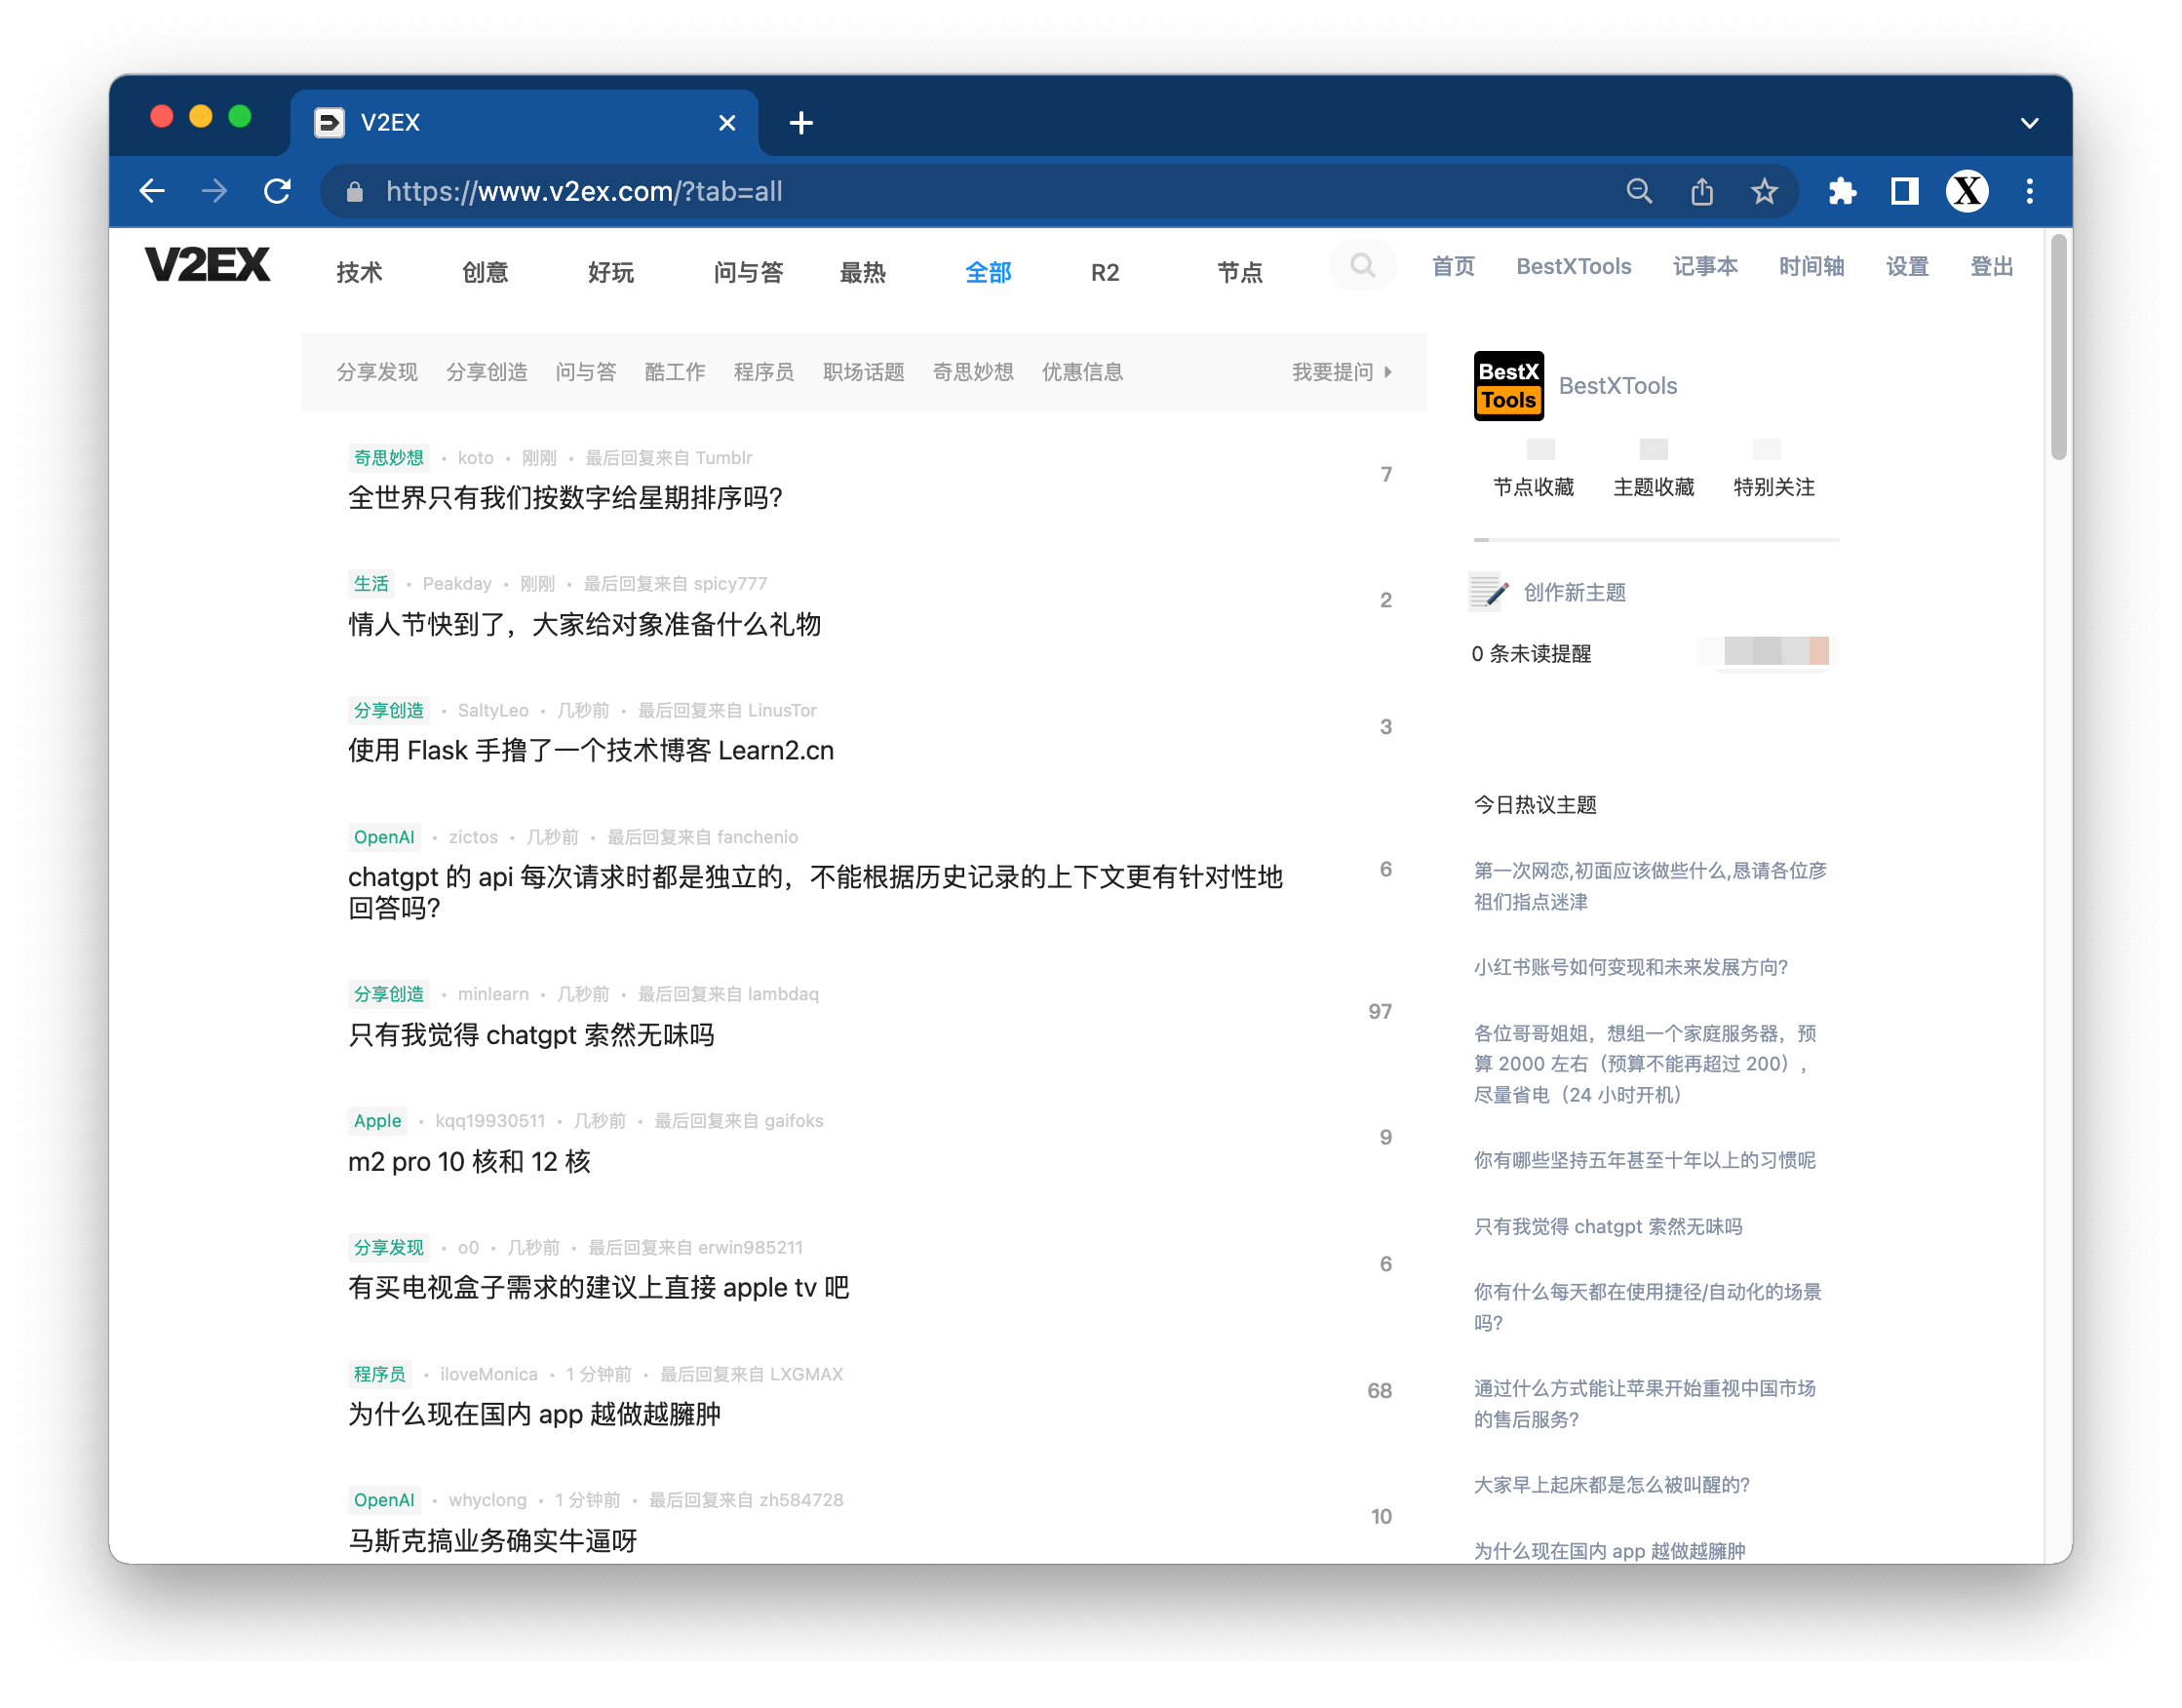 V2EX
https://www.v2ex.com/?tab=all
X
V2EX
技术 创意 好玩 问与答 最热 全部 R2 节点
首页 BestXTools 记事本 时间轴 设置 登出
分享发现 分享创造 问与答 酷工作 程序员 职场话题 奇思妙想 优惠信息 我要提问
奇思妙想 • koto • 刚刚 • 最后回复来自 Tumblr
全世界只有我们按数字给星期排序吗?
7
生活 • Peakday • 刚刚 • 最后回复来自 spicy777
情人节快到了，大家给对象准备什么礼物
2
分享创造 • SaltyLeo • 几秒前 • 最后回复来自 LinusTor
使用 Flask 手撸了一个技术博客 Learn2.cn
3
OpenAI • zictos • 几秒前 • 最后回复来自 fanchenio
chatgpt 的 api 每次请求时都是独立的，不能根据历史记录的上下文更有针对性地
回答吗?
6
分享创造 • minlearn • 几秒前 • 最后回复来自 lambdaq
只有我觉得 chatgpt 索然无味吗
97
Apple • kqq19930511 • 几秒前 • 最后回复来自 gaifoks
m2 pro 10 核和 12 核
9
分享发现 • o0 • 几秒前 • 最后回复来自 erwin985211
有买电视盒子需求的建议上直接 apple tv 吧
6
程序员 • iloveMonica • 1 分钟前 • 最后回复来自 LXGMAX
为什么现在国内 app 越做越臃肿
68
OpenAI • whyclong • 1 分钟前 • 最后回复来自 zh584728
马斯克搞业务确实牛逼呀
10
BestX
Tools
BestXTools
节点收藏 主题收藏 特别关注
创作新主题
0 条未读提醒
今日热议主题
第一次网恋,初面应该做些什么,恳请各位彦
祖们指点迷津
小红书账号如何变现和未来发展方向?
各位哥哥姐姐，想组一个家庭服务器，预
算 2000 左右（预算不能再超过 200），
尽量省电（24 小时开机）
你有哪些坚持五年甚至十年以上的习惯呢
只有我觉得 chatgpt 索然无味吗
你有什么每天都在使用捷径/自动化的场景
吗?
通过什么方式能让苹果开始重视中国市场
的售后服务?
大家早上起床都是怎么被叫醒的?
为什么现在国内 app 越做越臃肿